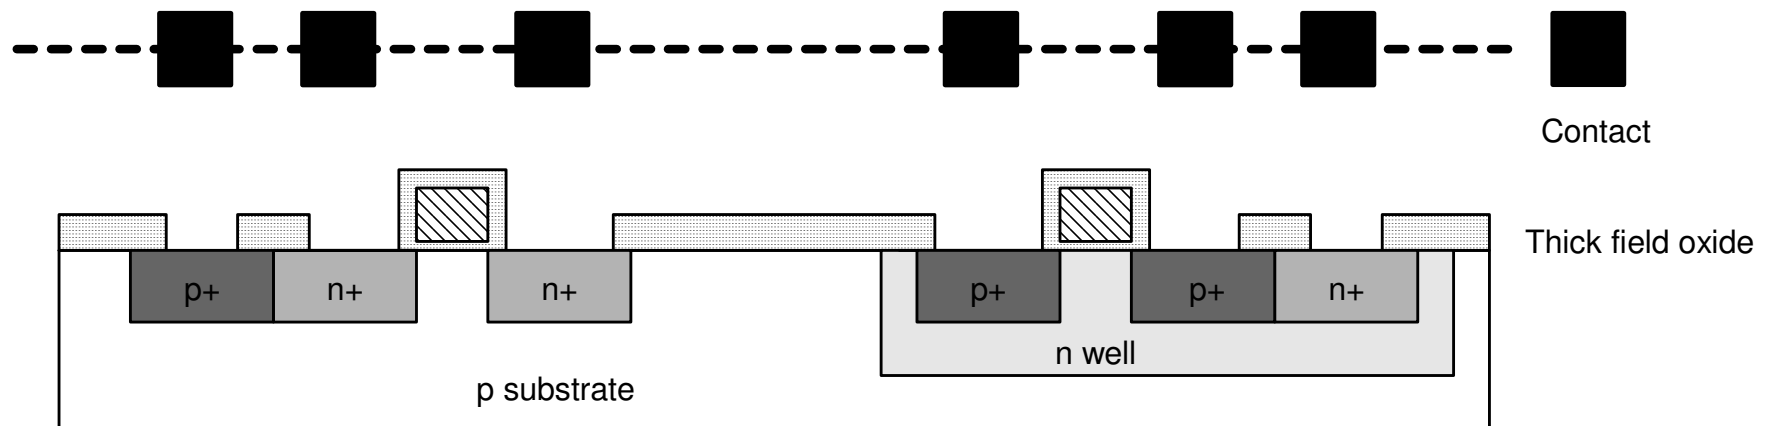 Contact
Thick field oxide
p+
n+
n+
p+
p+
n+
n well
p substrate